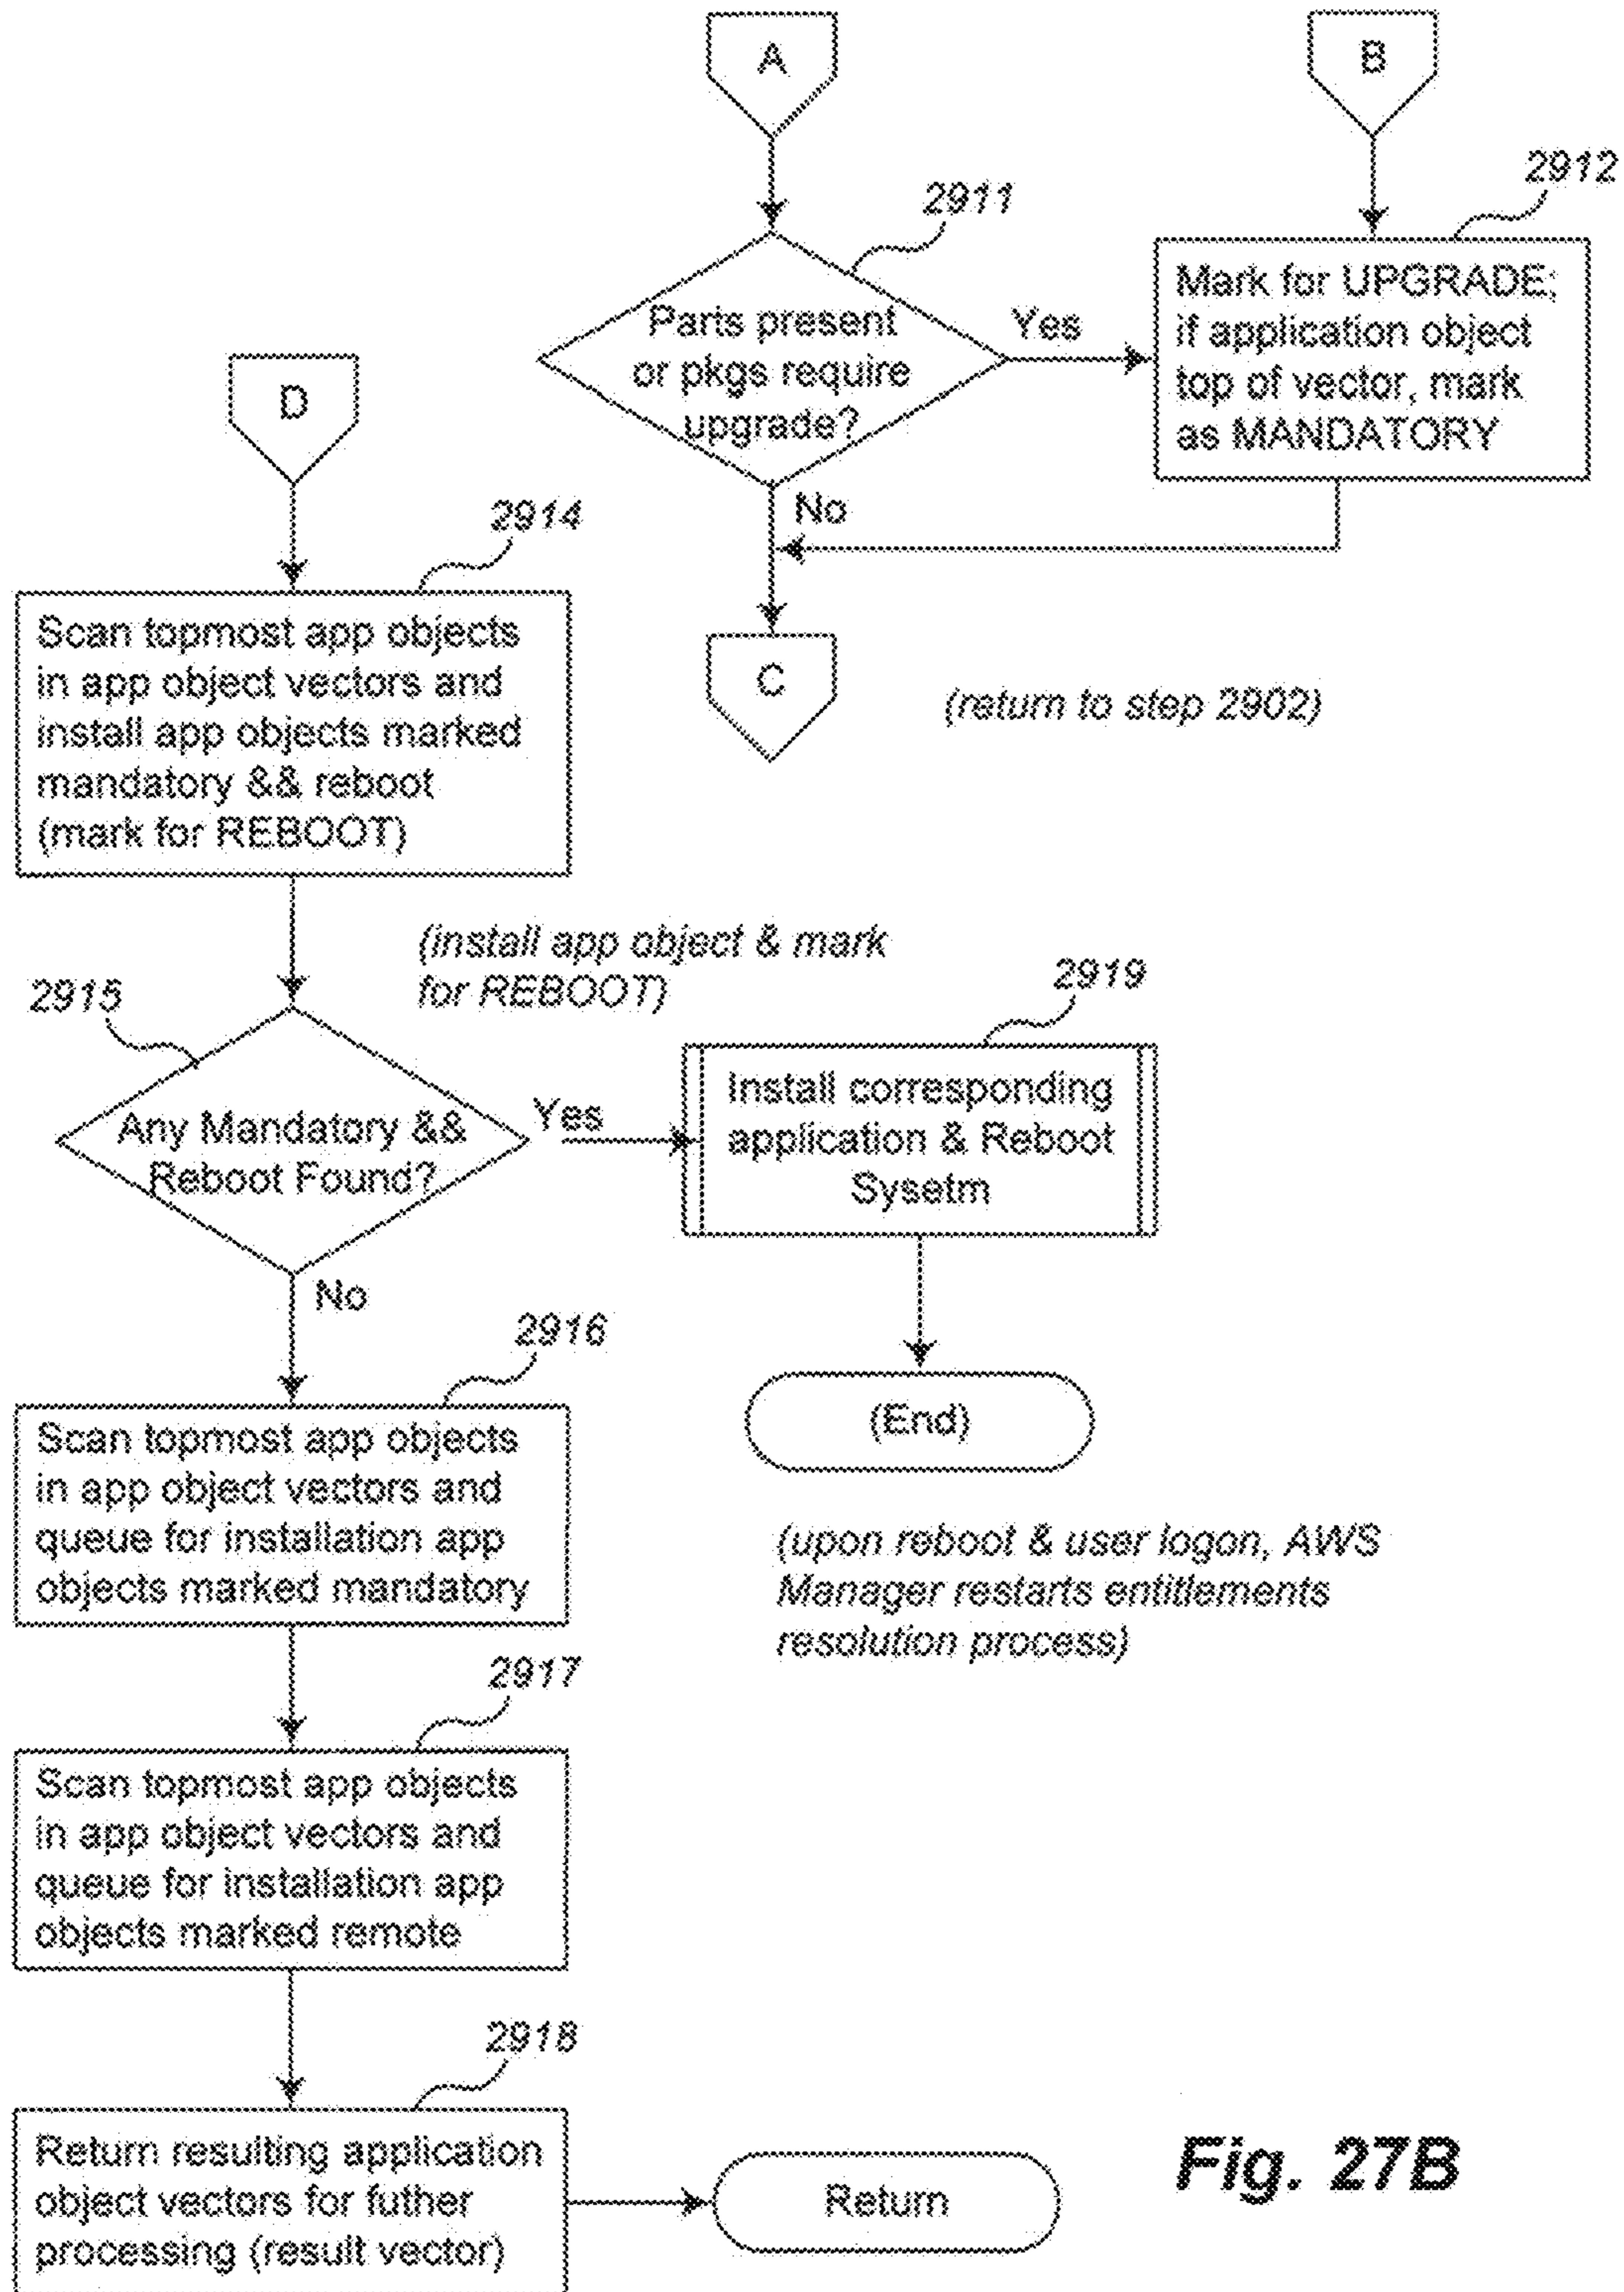 A
B
2911
2912
Parts present
or pkgs require
upgrade?
Yes
Mark for UPGRADE;
if application object
top of vector, mark
as MANDATORY
No
C
(return to step 2902)
D
2914
Scan topmost app objects
in app object vectors and
install app objects marked
mandatory && reboot
(mark for REBOOT)
(install app object & mark
for REBOOT)
2915
Any Mandatory &&
Reboot Found?
Yes
2919
Install corresponding
application & Reboot
Sysetm
No
(End)
(upon reboot & user logon, AWS
Manager restarts entitlements
resolution process)
2916
Scan topmost app objects
in app object vectors and
queue for installation app
objects marked mandatory
2917
Scan topmost app objects
in app object vectors and
queue for installation app
objects marked remote
2918
Return resulting application
object vectors for futher
processing (result vector)
Return
Fig. 27B